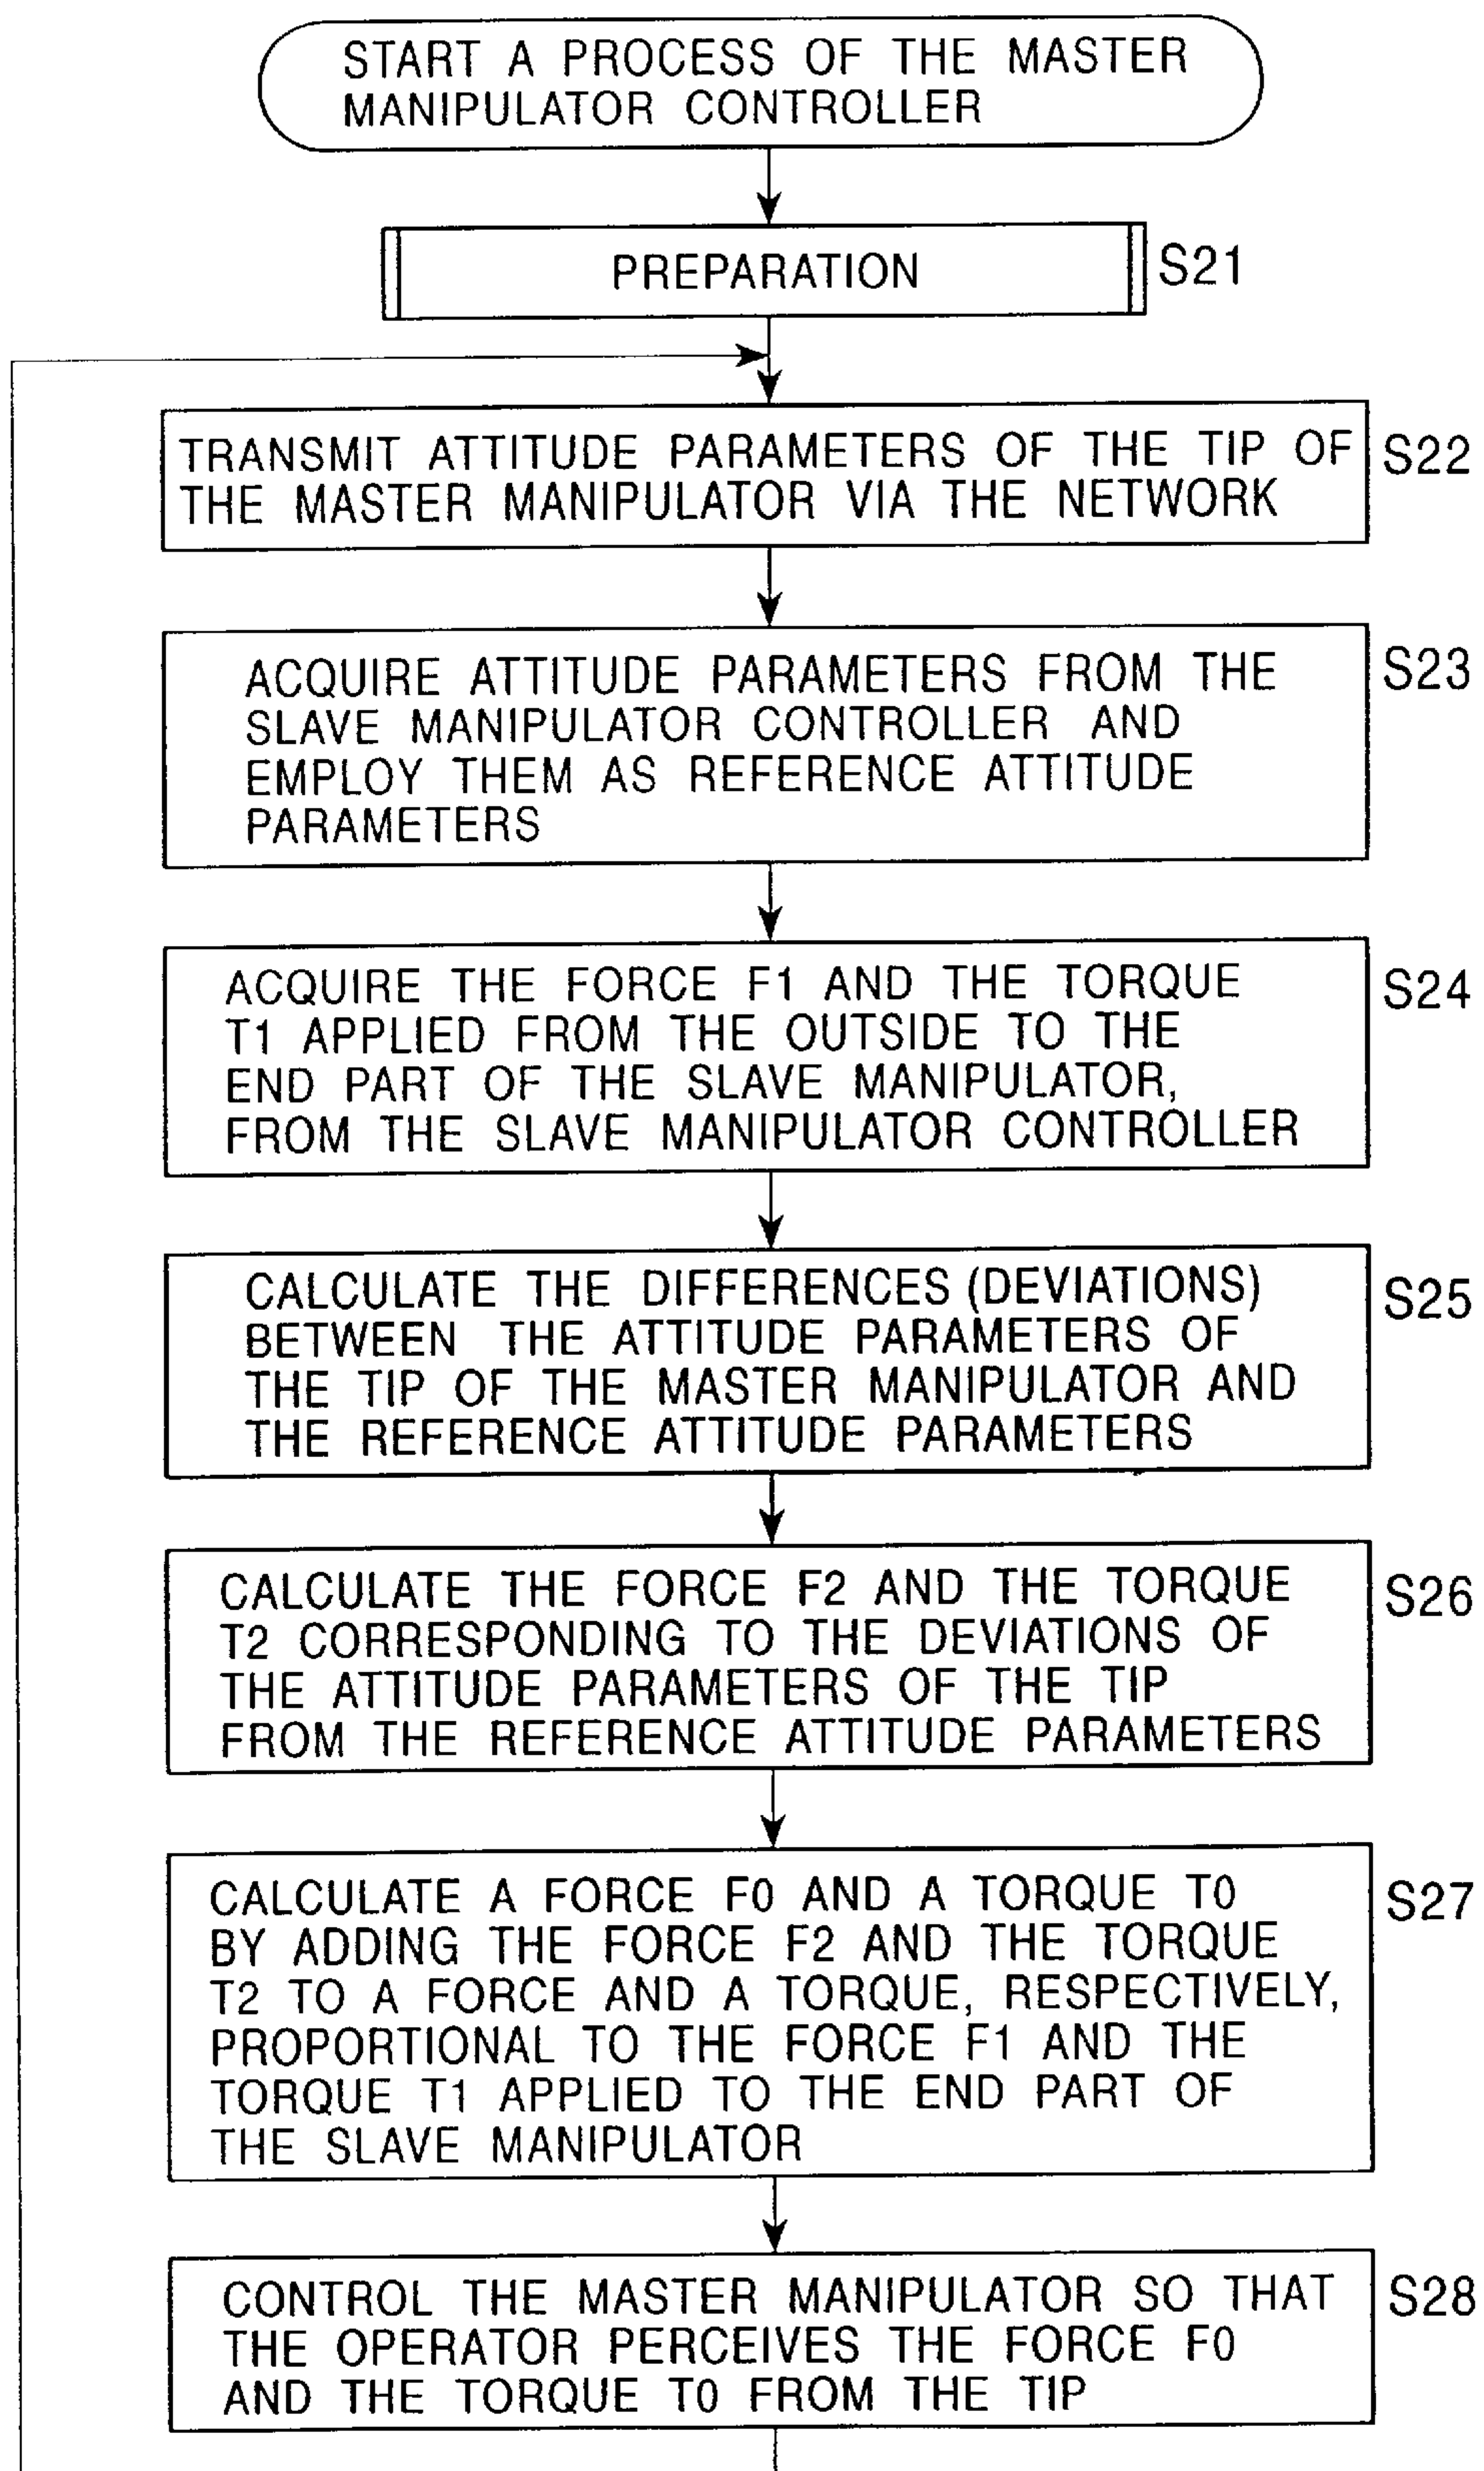 START A PROCESS OF THE MASTER
MANIPULATOR CONTROLLER
PREPARATION
S21
TRANSMIT ATTITUDE PARAMETERS OF THE TIP OF
THE MASTER MANIPULATOR VIA THE NETWORK
S22
ACQUIRE ATTITUDE PARAMETERS FROM THE
SLAVE MANIPULATOR CONTROLLER AND
EMPLOY THEM AS REFERENCE ATTITUDE
PARAMETERS
S23
ACQUIRE THE FORCE F1 AND THE TORQUE
T1 APPLIED FROM THE OUTSIDE TO THE
END PART OF THE SLAVE MANIPULATOR,
FROM THE SLAVE MANIPULATOR CONTROLLER
S24
CALCULATE THE DIFFERENCES (DEVIATIONS)
BETWEEN THE ATTITUDE PARAMETERS OF
THE TIP OF THE MASTER MANIPULATOR AND
THE REFERENCE ATTITUDE PARAMETERS
S25
CALCULATE THE FORCE F2 AND THE TORQUE
T2 CORRESPONDING TO THE DEVIATIONS OF
THE ATTITUDE PARAMETERS OF THE TIP
FROM THE REFERENCE ATTITUDE PARAMETERS
S26
CALCULATE A FORCE F0 AND A TORQUE T0
BY ADDING THE FORCE F2 AND THE TORQUE
T2 TO A FORCE AND A TORQUE, RESPECTIVELY,
PROPORTIONAL TO THE FORCE F1 AND THE
TORQUE T1 APPLIED TO THE END PART OF
THE SLAVE MANIPULATOR
S27
CONTROL THE MASTER MANIPULATOR SO THAT
THE OPERATOR PERCEIVES THE FORCE F0
AND THE TORQUE T0 FROM THE TIP
S28